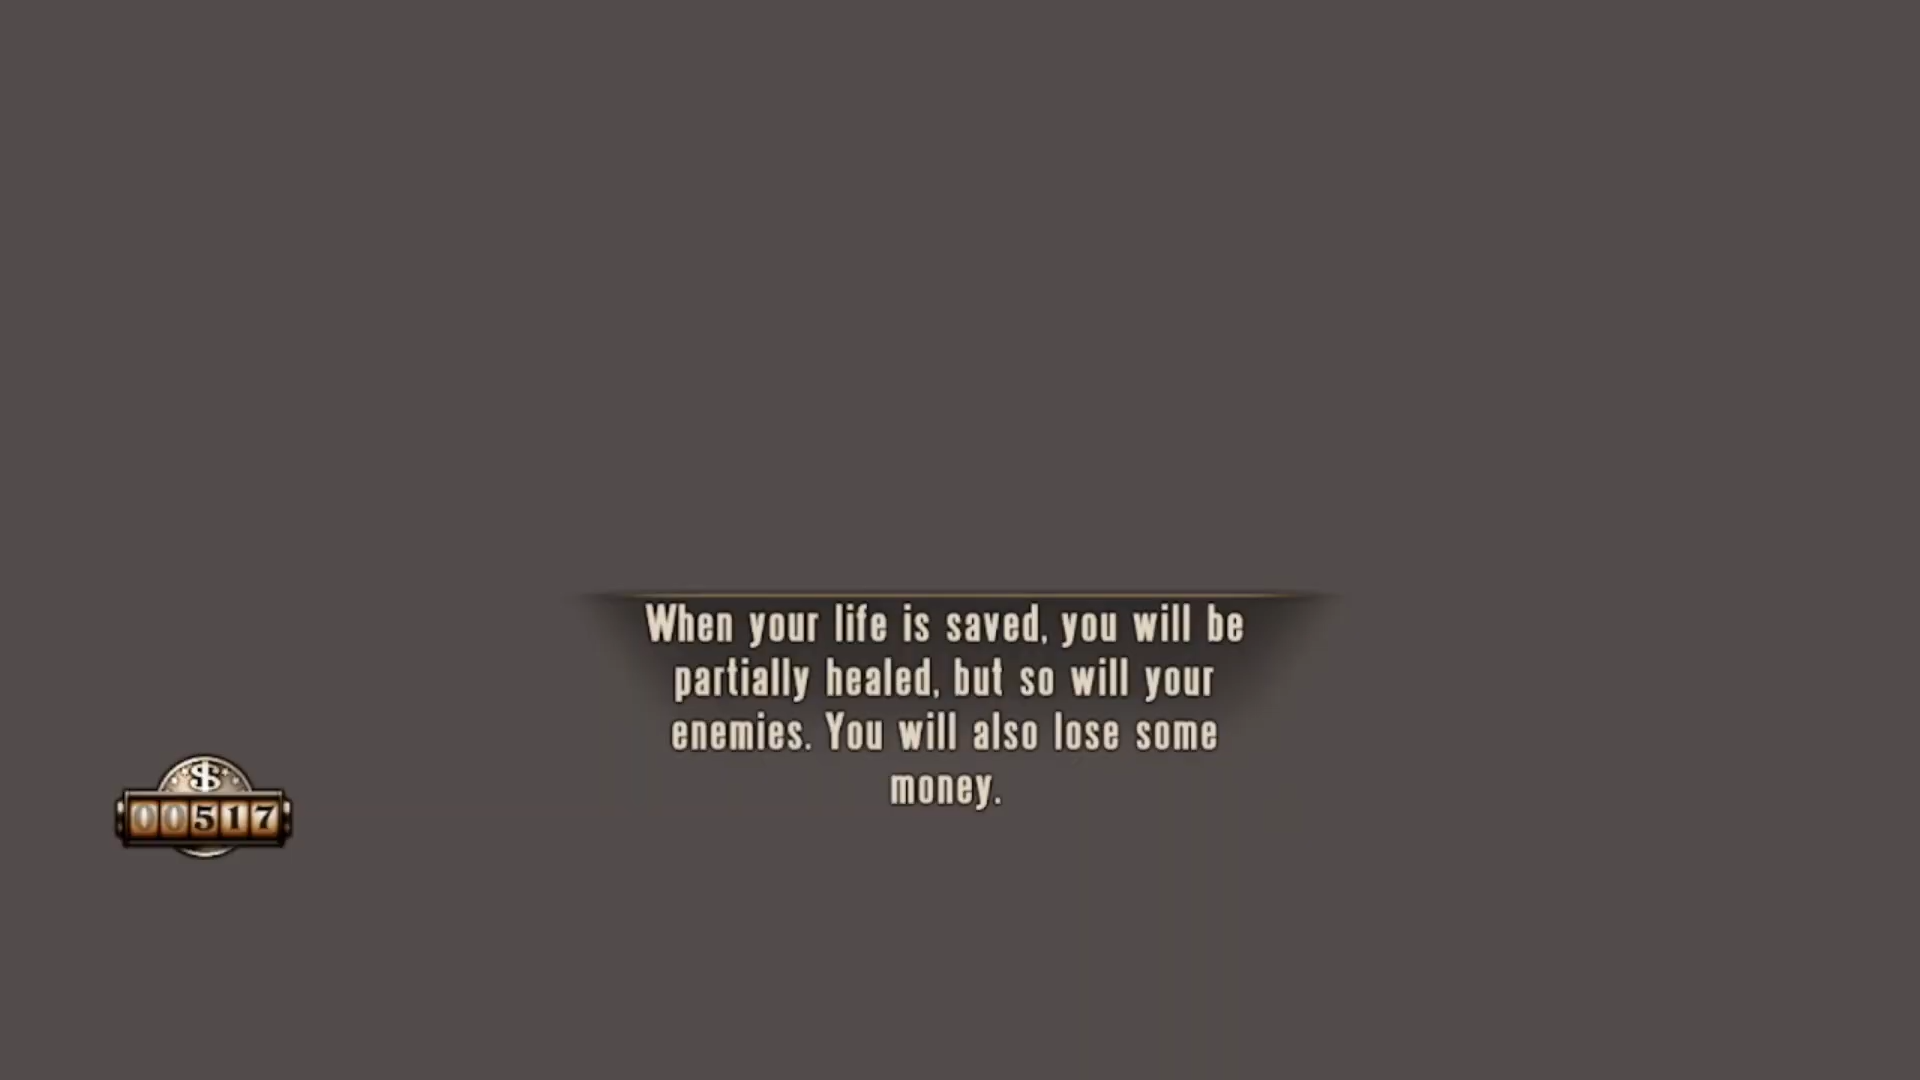 When your life is saved, you will be
partially healed, but so will your
enemies. You will also lose some
money.
$
00517